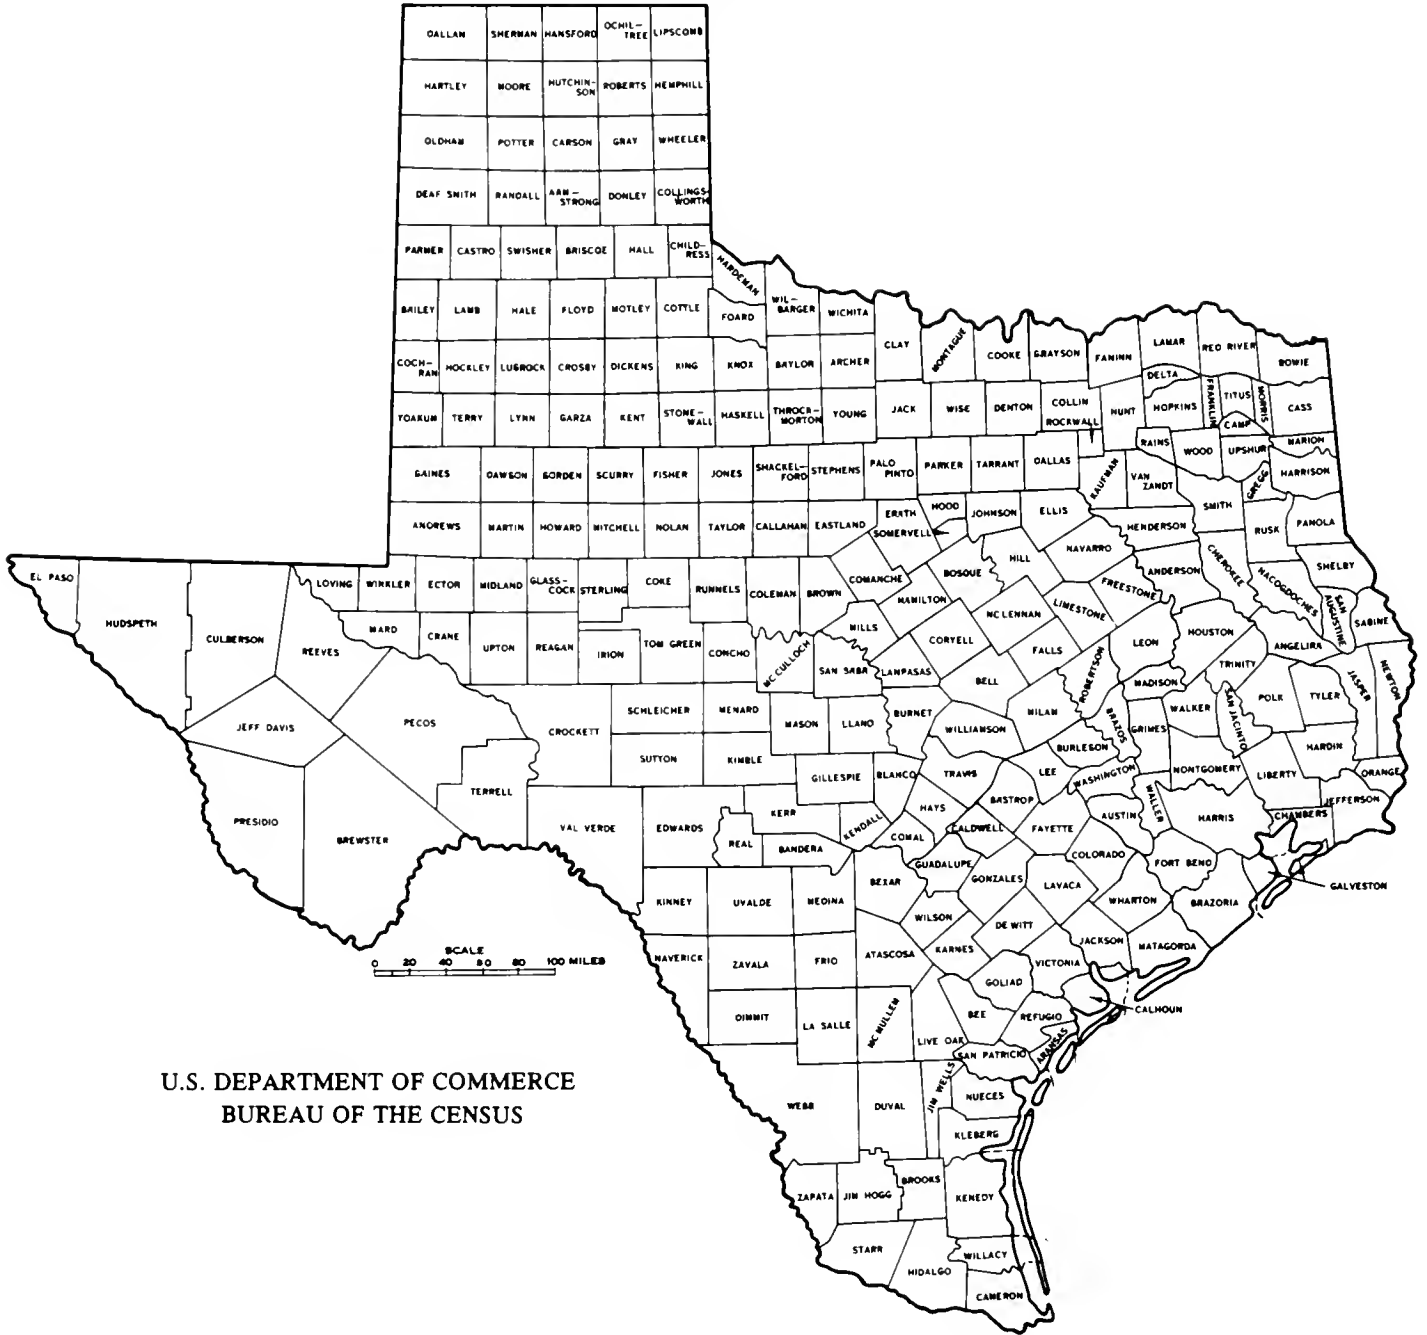 DALLAN
SHERMAN
HANSFORD
OCHIL-
TREE
LIPSCOMB
HARTLEY
MOORE
HUTCHIN-
SON
ROBERTS
HEMPHILL
OLDHAM
POTTER
CARSON
GRAY
WHEELER
DEAF SMITH
RANDALL
ARM-
STRONG
DONLEY
COLLINGS-
WORTH
PARMER
CASTRO
SWISHER
BRISCOE
HALL
CHILD-
RESS
HARDEMAN
BAILEY
LAMB
HALE
FLOYD
MOTLEY
COTTLE
FOARD
WIL-
BARGER
WICHITA
CLAY
MONTAGUE
COOKE
GRAYSON
FANINN
LAMAR
RED RIVER
BOWIE
COCH-
RAN
HOCKLEY
LUBBOCK
CROSBY
DICKENS
KING
KNOX
BAYLOR
ARCHER
DELTA
FRANKLIN
TITUS
MORRIS
CASS
YOAKUM
TERRY
LYNN
GARZA
KENT
STONE-
WALL
HASKELL
THROCK-
MORTON
YOUNG
JACK
WISE
DENTON
COLLIN
ROCKWALL
HUNT
HOPKINS
CAMP
RAINS
WOOD
UPSHUR
MARION
GAINES
DAWSON
BORDEN
SCURRY
FISHER
JONES
SHACKEL-
FORD
STEPHENS
PALO
PINTO
PARKER
TARRANT
DALLAS
KAUFMAN
VAN
ZANDT
GREGG
HARRISON
ANDREWS
MARTIN
HOWARD
MITCHELL
NOLAN
TAYLOR
CALLAHAN
EASTLAND
ERATH
SOMERVELL
HOOD
JOHNSON
ELLIS
HENDERSON
SMITH
RUSK
PANOLA
EL PASO
HUDSPETH
CULBERSON
REEVES
LOVING
WINKLER
ECTOR
MIDLAND
GLASS-
COCK
STERLING
COKE
RUNNELS
COLEMAN
BROWN
COMANCHE
BOSQUE
HILL
NAVARRO
ANDERSON
CHEROKEE
NACOGDOCHES
SHELBY
SAN
AUGUSTINE
SABINE
WARD
CRANE
UPTON
REAGAN
IRION
TOM GREEN
CONCHO
MC CULLOCH
SAN SABA
MILLS
HAMILTON
CORYELL
MC LENNAN
LIMESTONE
FREESTONE
LEON
HOUSTON
ANGELINA
LANPASAS
BELL
FALLS
ROBERTSON
MADISON
TRINITY
POLK
TYLER
JASPER
NEWTON
JEFF DAVIS
PECOS
CROCKETT
SCHLEICHER
MENARD
MASON
LLANO
BURNET
WILLIAMSON
MILAM
BRAZOS
GRIMES
WALKER
SAN JACINTO
HARDIN
SUTTON
KIMBLE
GILLESPIE
BLANCO
TRAVIS
LEE
BURLESON
WASHINGTON
MONTGOMERY
LIBERTY
ORANGE
PRESIDIO
BREWSTER
TERRELL
VAL VERDE
EDWARDS
REAL
KERR
BANDERA
KENDALL
HAYS
COMAL
CALDWELL
BASTROP
FAYETTE
AUSTIN
WALLER
HARRIS
CHAMBERS
JEFFERSON
KINNEY
UVALDE
MEDINA
BEXAR
GUADALUPE
GONZALES
LAVACA
COLORADO
FORT BEND
WHARTON
BRAZORIA
GALVESTON
MAVERICK
ZAVALA
FRIO
ATASCOSA
WILSON
KARNES
DE WITT
JACKSON
MATAGORDA
VICTORIA
GOLIAD
CALHOUN
DIMMIT
LA SALLE
MC MULLEN
LIVE OAK
BEE
REFUGIO
ARANSAS
SAN PATRICIO
WEBB
DUVAL
JIM WELLS
NUECES
KLEBERG
ZAPATA
JIM HOGG
BROOKS
KENEDY
STARR
HIDALGO
WILLACY
CAMERON
SCALE
0 20 40 60 80 100 MILES
U.S. DEPARTMENT OF COMMERCE
BUREAU OF THE CENSUS